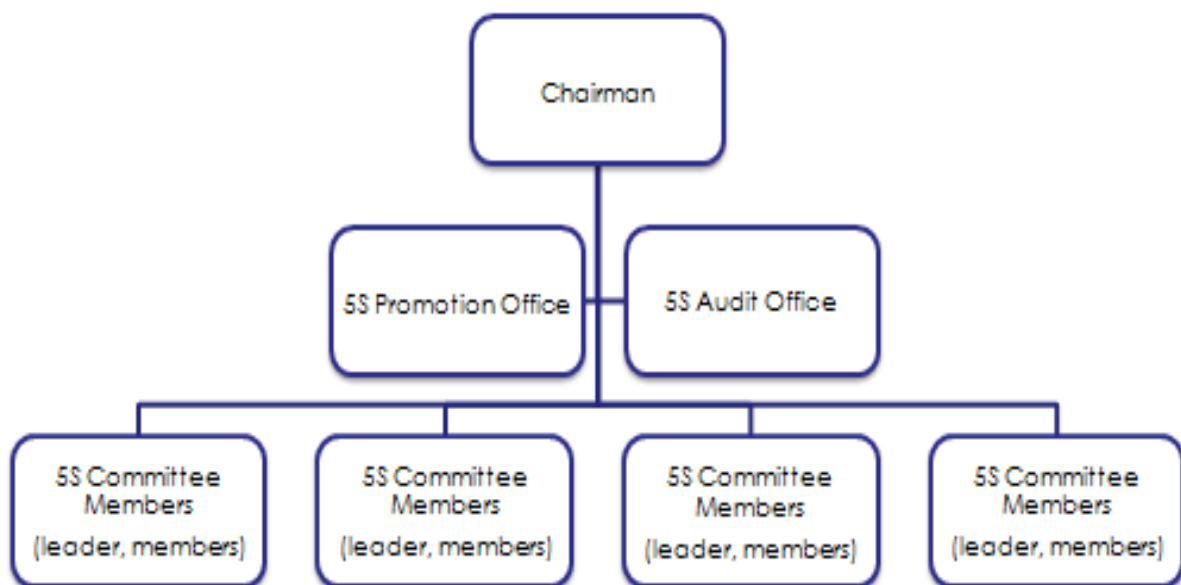 Chairman
5S Promotion Office
5S Audit Office
5S Committee
Members
(leader, members)
5S Committee
Members
(leader, members)
5S Committee
Members
(leader, members)
5S Committee
Members
(leader, members)